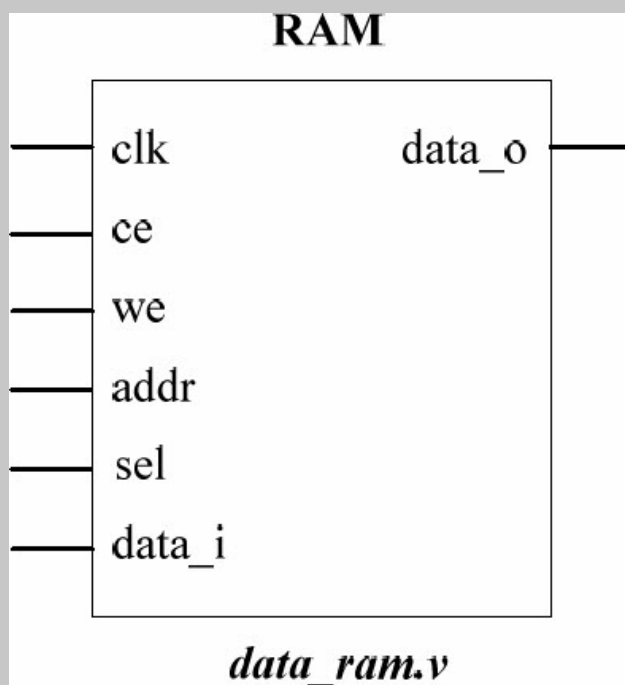 RAM
clk data_o
ce
we
addr
sel
data_i
data_ram.v